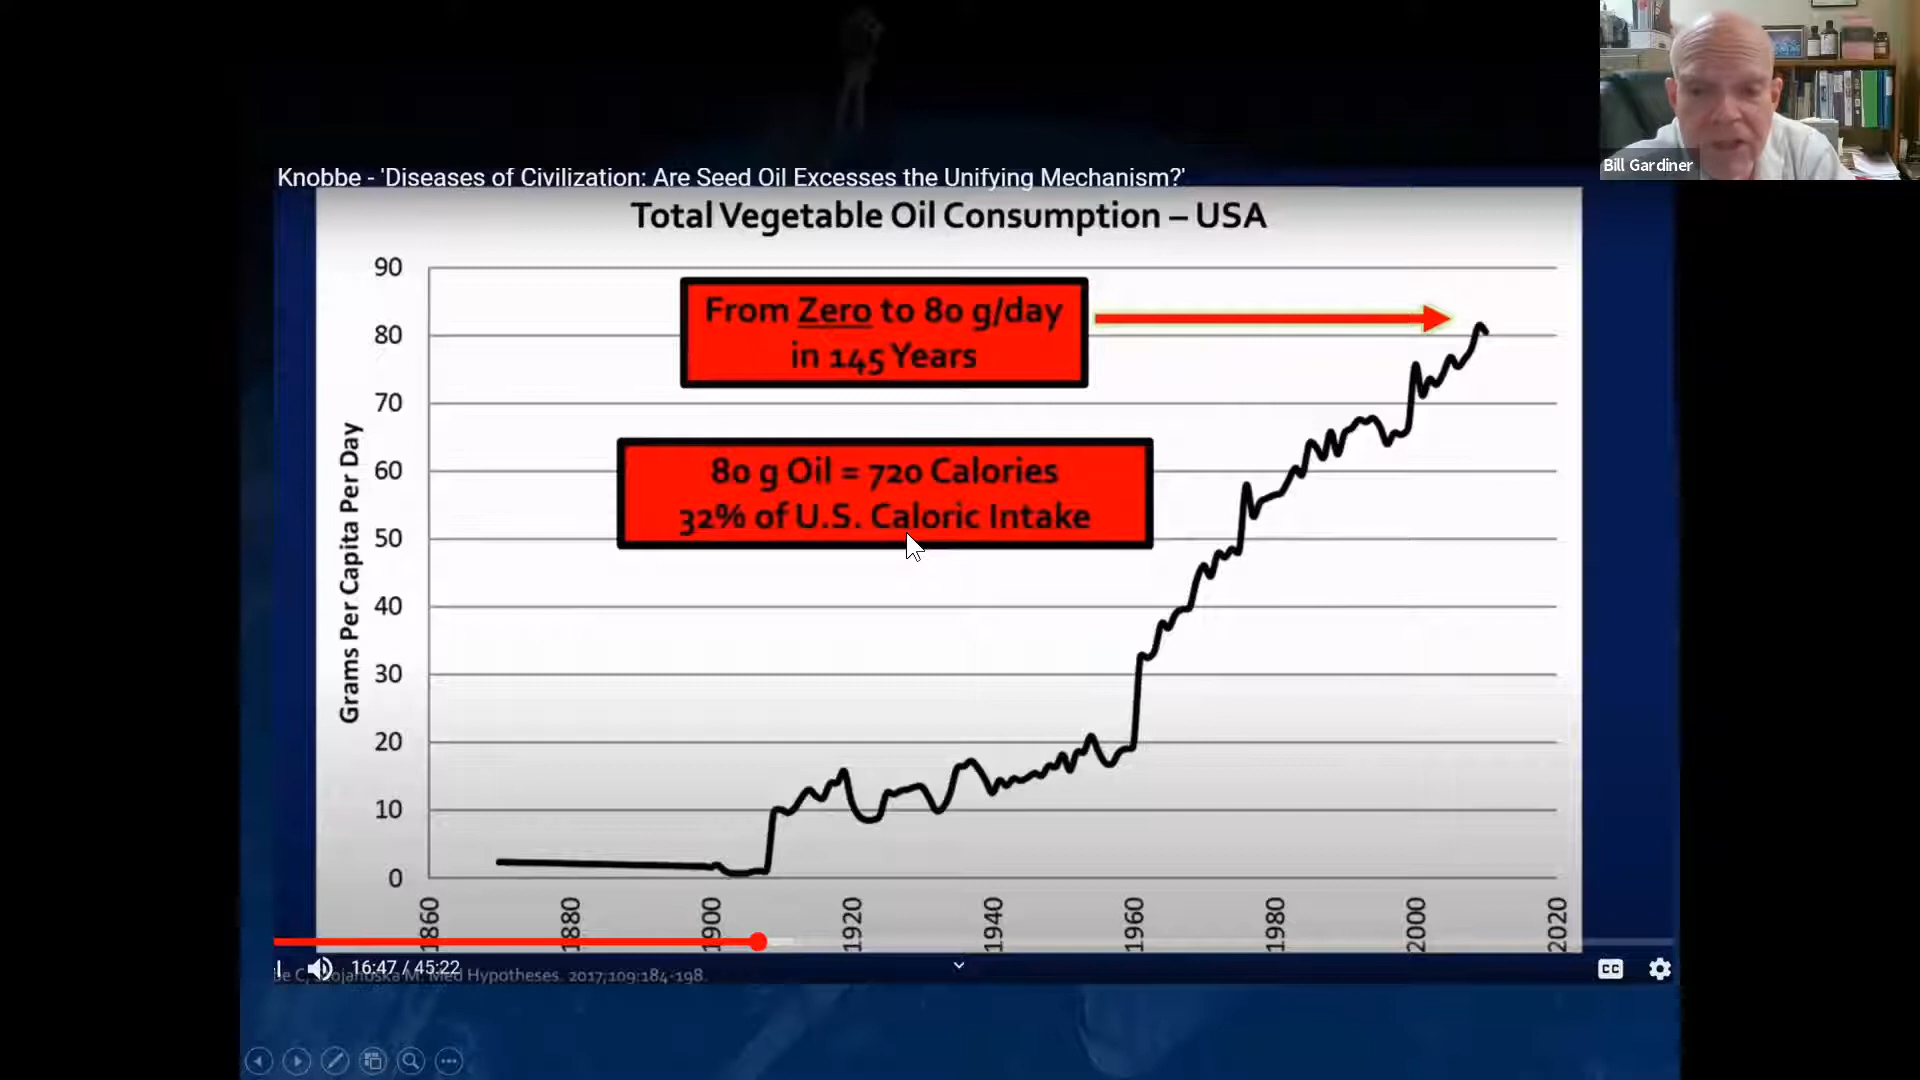 Bill Gardiner
Knobbe - 'Diseases of Civilization: Are Seed Oil Excesses the Unifying Mechanism?'
Total Vegetable Oil Consumption – USA
Grams Per Capita Per Day
90
80
70
60
50
40
30
20
10
0
From Zero to 80 g/day
in 145 Years
80 g Oil = 720 Calories
32% of U.S. Caloric Intake
1860
1880
1900
1920
1940
1960
1980
2000
2020
16:47 / 45:22
CC
Med Hypotheses. 2017;109:184-198.